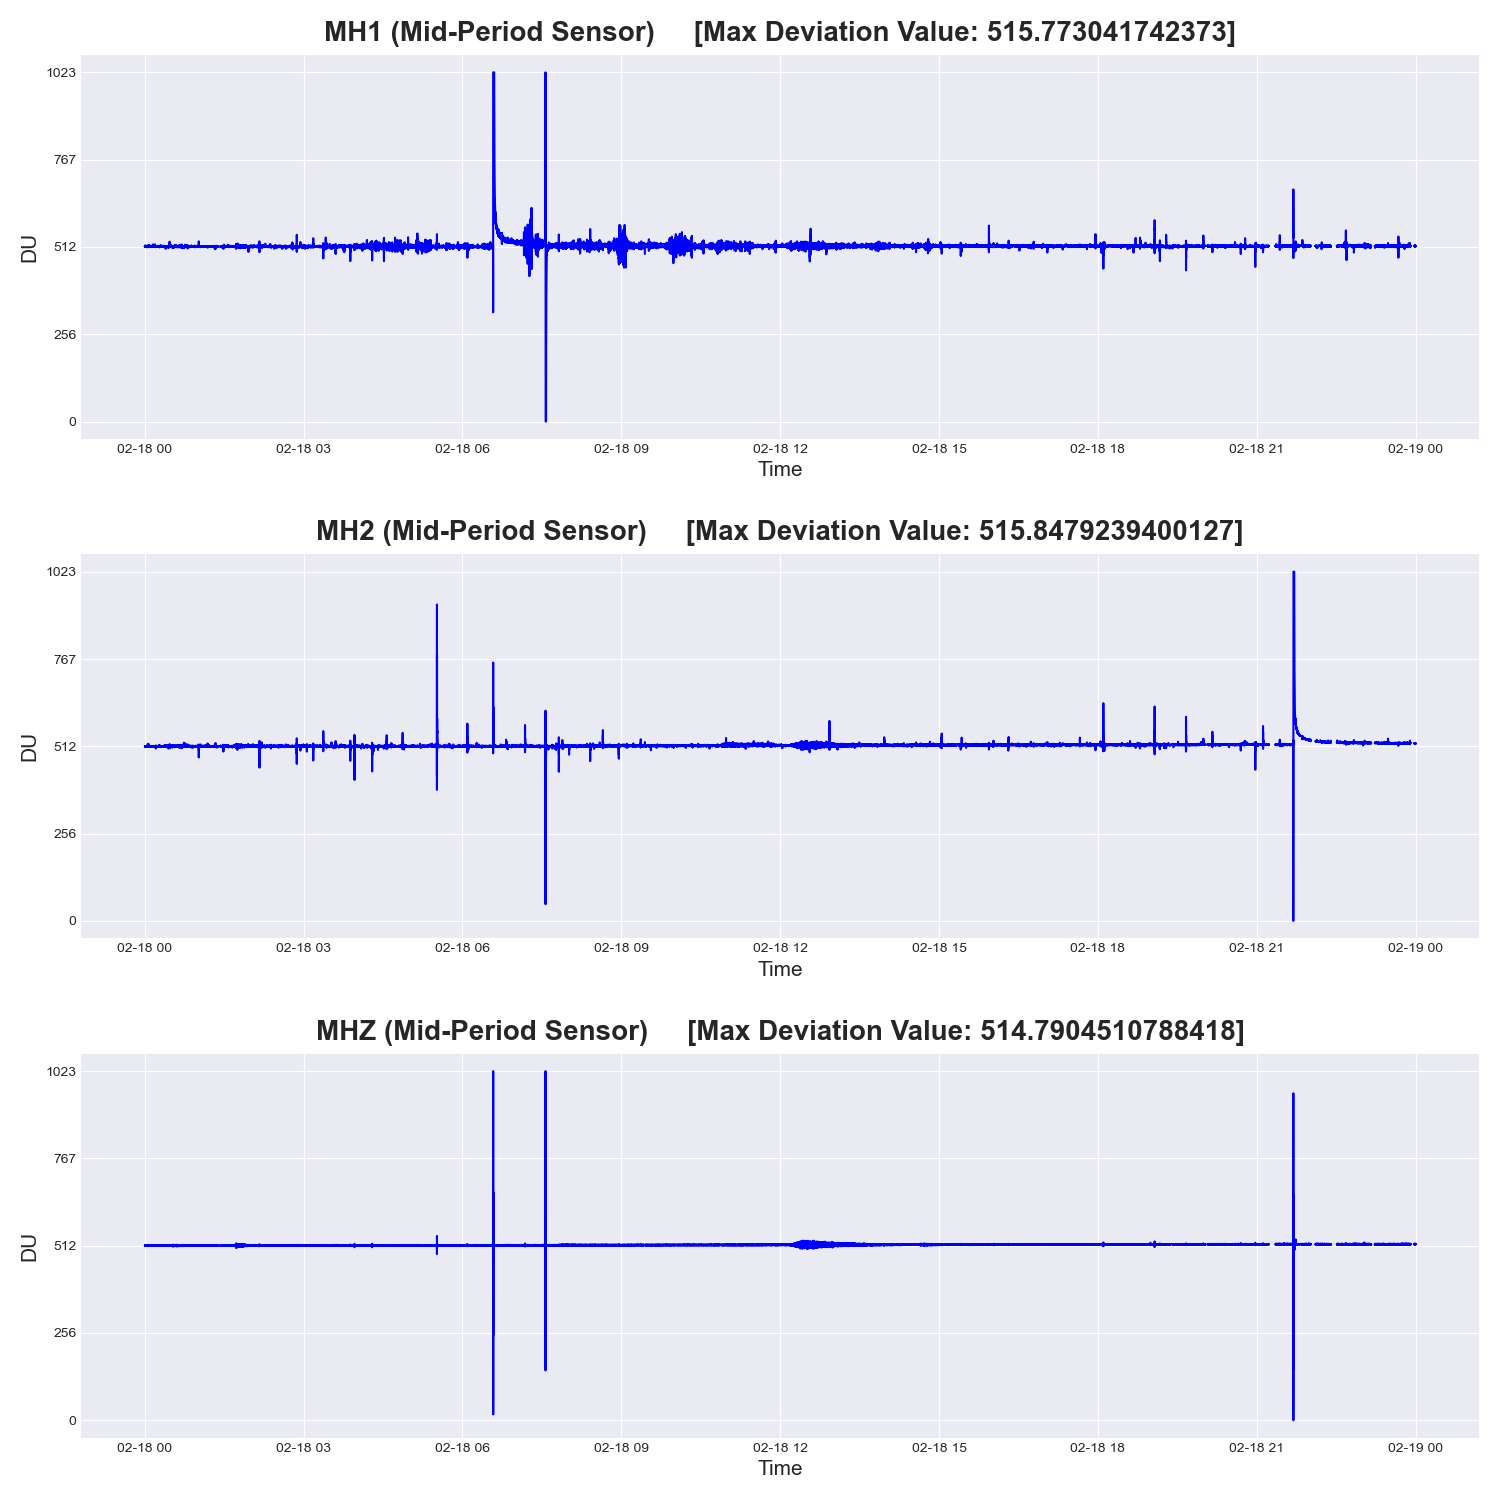 MH1 (Mid-Period Sensor) [Max Deviation Value: 515.773041742373]
1023
767
512
256
0
DU
02-18 00 02-18 03 02-18 06 02-18 09 02-18 12 02-18 15 02-18 18 02-18 21 02-19 00
Time
MH2 (Mid-Period Sensor) [Max Deviation Value: 515.8479239400127]
1023
767
512
256
0
DU
02-18 00 02-18 03 02-18 06 02-18 09 02-18 12 02-18 15 02-18 18 02-18 21 02-19 00
Time
MHZ (Mid-Period Sensor) [Max Deviation Value: 514.7904510788418]
1023
767
512
256
0
DU
02-18 00 02-18 03 02-18 06 02-18 09 02-18 12 02-18 15 02-18 18 02-18 21 02-19 00
Time